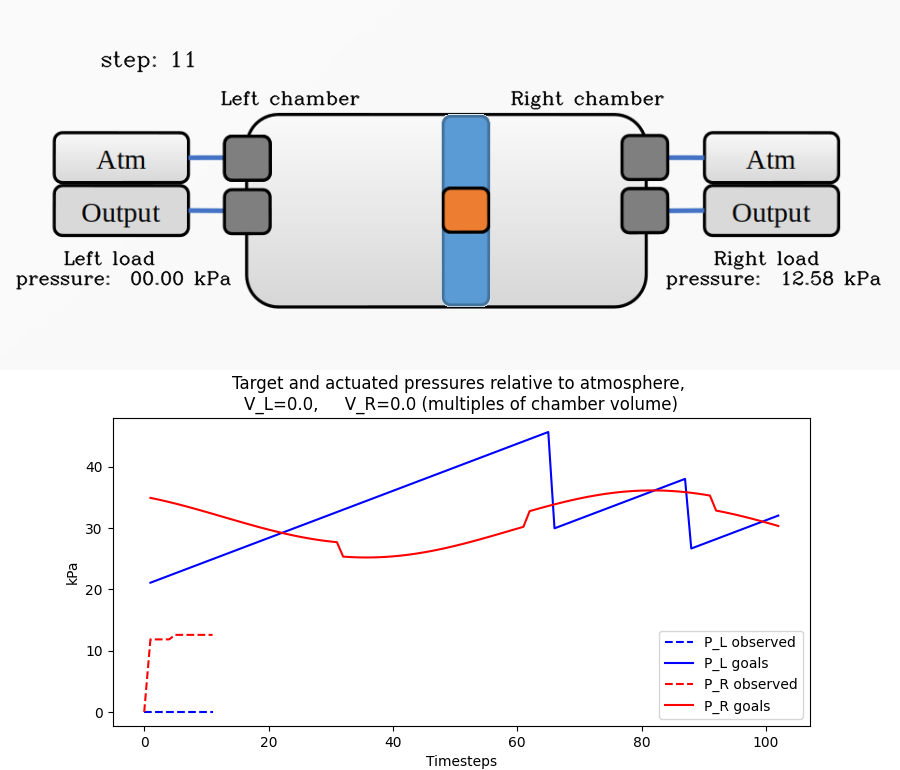 step: 11
Left chamber
Right chamber
Atm
Atm
Output
Output
Left load
pressure: 00.00 kPa
Right load
pressure: 12.58 kPa
Target and actuated pressures relative to atmosphere,
V_L=0.0, V_R=0.0 (multiples of chamber volume)
kPa
40
30
20
10
0
P_L observed
P_L goals
P_R observed
P_R goals
0 20 40 60 80 100
Timesteps